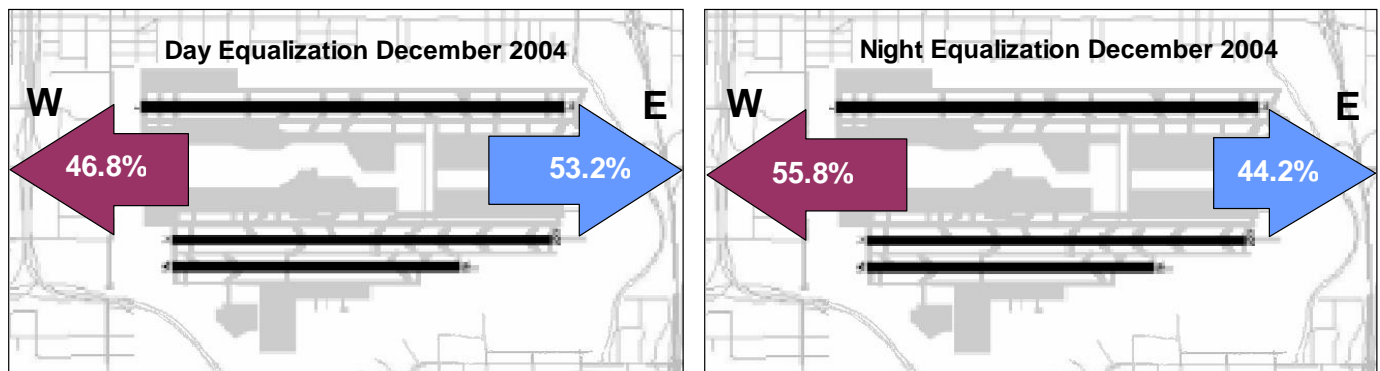 Day Equalization December 2004
W
E
46.8%
53.2%
Night Equalization December 2004
W
E
55.8%
44.2%